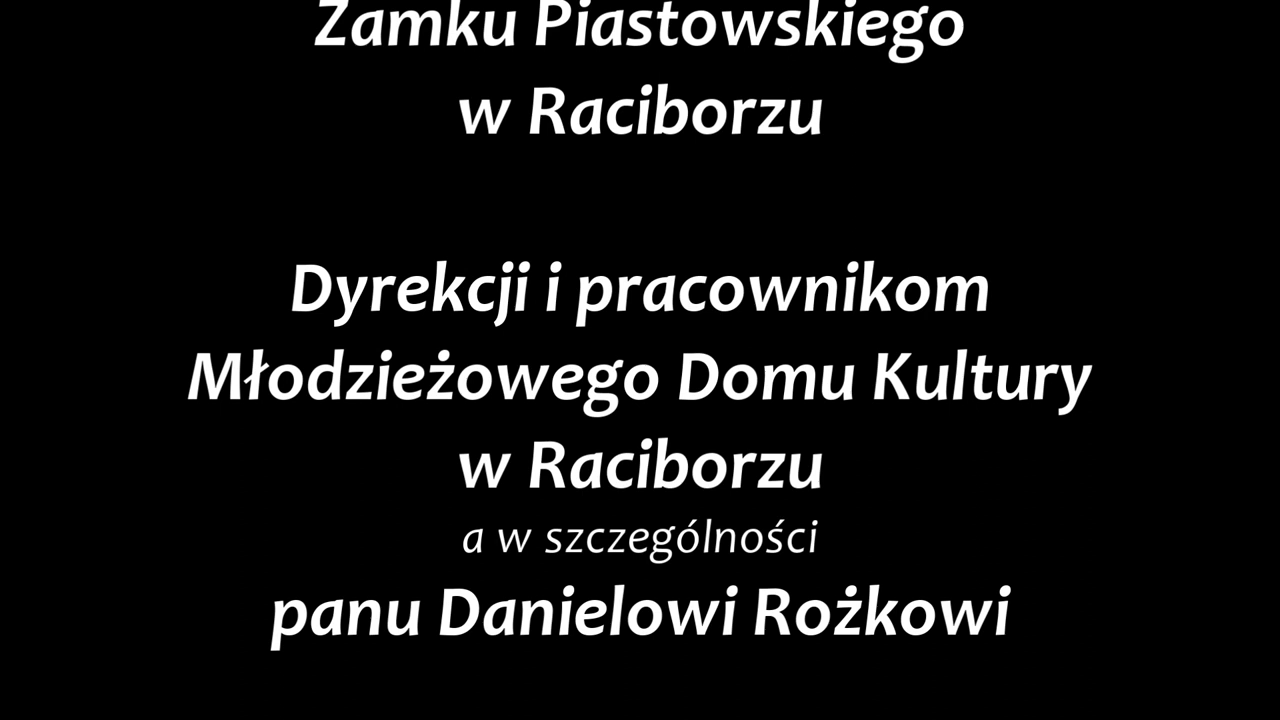 Zamku Piastowskiego
w Raciborzu
Dyrekcji i pracownikom
Młodzieżowego Domu Kultury
w Raciborzu
a w szczególności
panu Danielowi Rożkowi